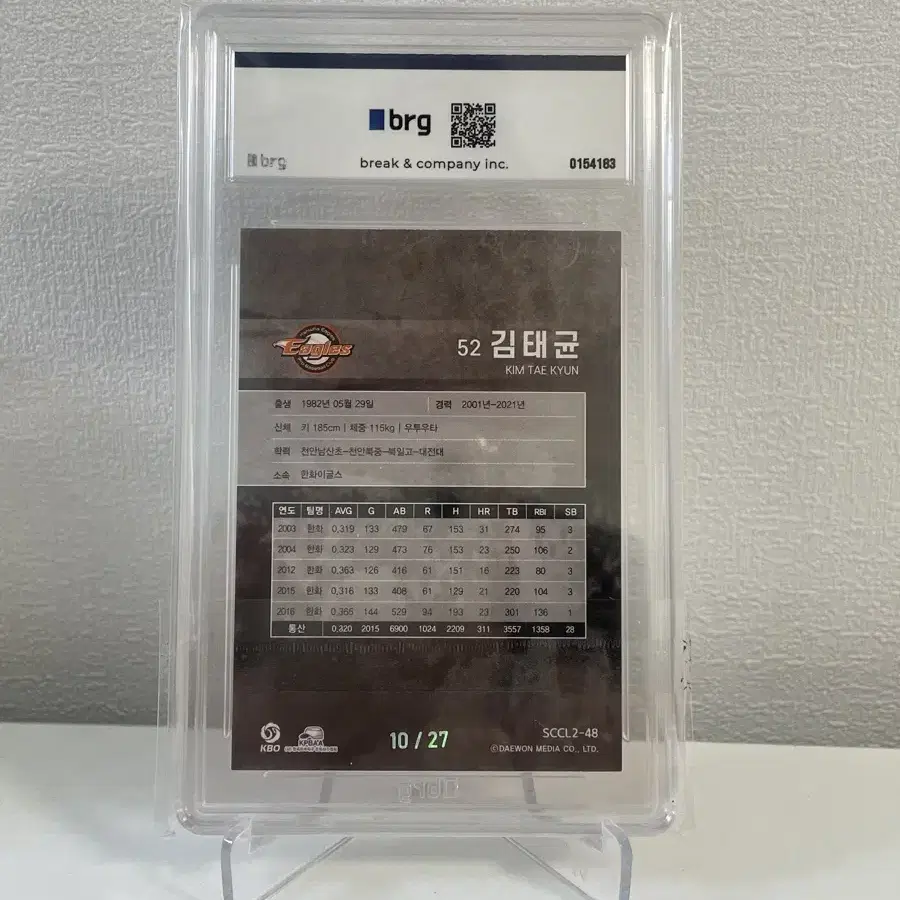 brg
break & company inc.
brg
0154183
Eagles
52 김태균
KIM TAE KYUN
출생 1982년 05월 29일 경력 2001년-2021년
신체 키 185cm | 체중 115kg | 우투우타
학력 천안남산초-천안북중-북일고-대전대
소속 한화이글스
연도 팀명 AVG G AB R H HR TB RBI SB
2003 한화 0.319 133 479 67 153 31 274 95 3
2004 한화 0.323 129 473 76 153 23 250 106 2
2012 한화 0.363 126 416 61 151 16 223 80 3
2015 한화 0.316 133 408 61 129 21 220 104 3
2016 한화 0.365 144 529 94 193 23 301 136 1
통산 0.320 2015 6900 1024 2209 311 3557 1358 28
KBO
KPBAA
10 / 27
SCCL2-48
©DAEWON MEDIA CO., LTD.